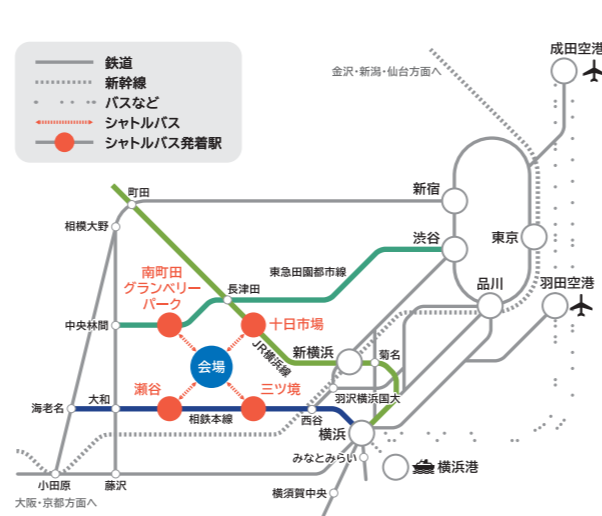 鉄道
新幹線
バスなど
シャトルバス
シャトルバス発着駅
成田空港
金沢・新潟・仙台方面へ
町田
新宿
相模大野
渋谷
東京
南町田
グランベリー
パーク
東急田園都市線
長津田
品川
羽田空港
中央林間
十日市場
JR横浜線
新横浜
菊名
会場
瀬谷
三ツ境
羽沢横浜国大
海老名
大和
相鉄本線
西谷
横浜
みなとみらい
横浜港
小田原
藤沢
横須賀中央
大阪・京都方面へ